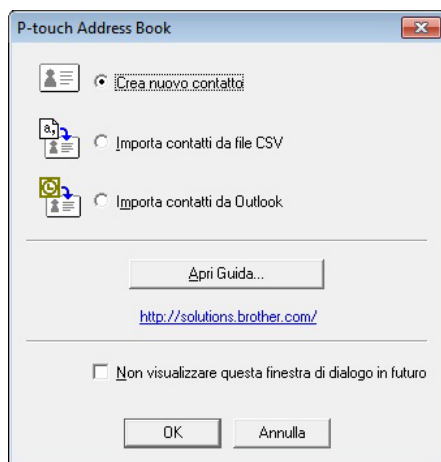 P-touch Address Book
Crea nuovo contatto
a,
Importa contatti da file CSV
Importa contatti da Outlook
Apri Guida...
http://solutions.brother.com/
Non visualizzare questa finestra di dialogo in futuro
OK Annulla